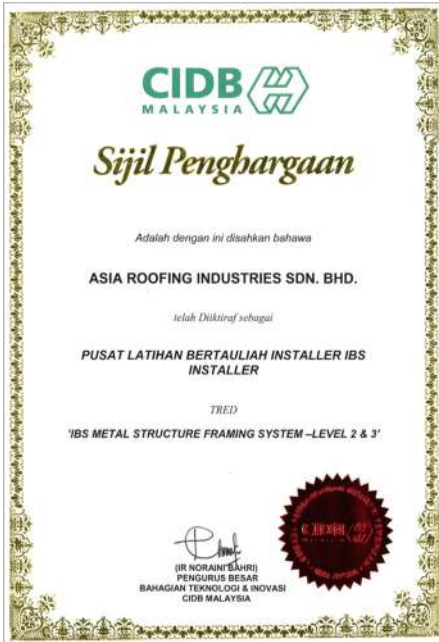 CIDB
MALAYSIA
Sijil Penghargaan
Adalah dengan ini disahkan bahawa
ASIA ROOFING INDUSTRIES SDN. BHD.
telah Diiktiraf sebagai
PUSAT LATIHAN BERTAULIAH INSTALLER IBS
INSTALLER
TRED
'IBS METAL STRUCTURE FRAMING SYSTEM –LEVEL 2 & 3'
(IR NORAINI BAHRI)
PENGURUS BESAR
BAHAGIAN TEKNOLOGI & INOVASI
CIDB MALAYSIA